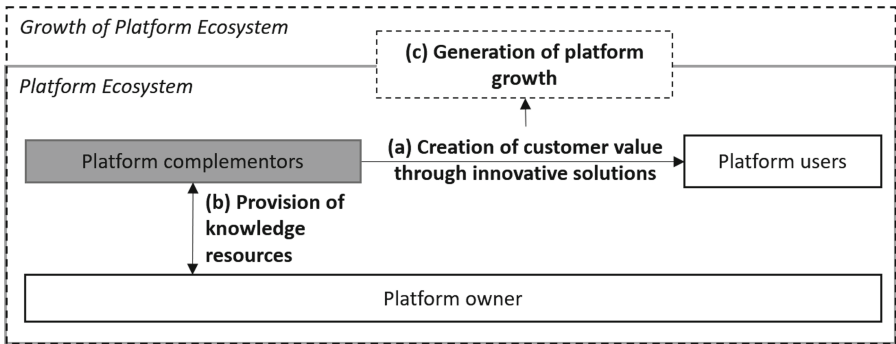 Growth of Platform Ecosystem
(c) Generation of platform
growth
Platform Ecosystem
Platform complementors
(a) Creation of customer value
through innovative solutions
Platform users
(b) Provision of
knowledge
resources
Platform owner